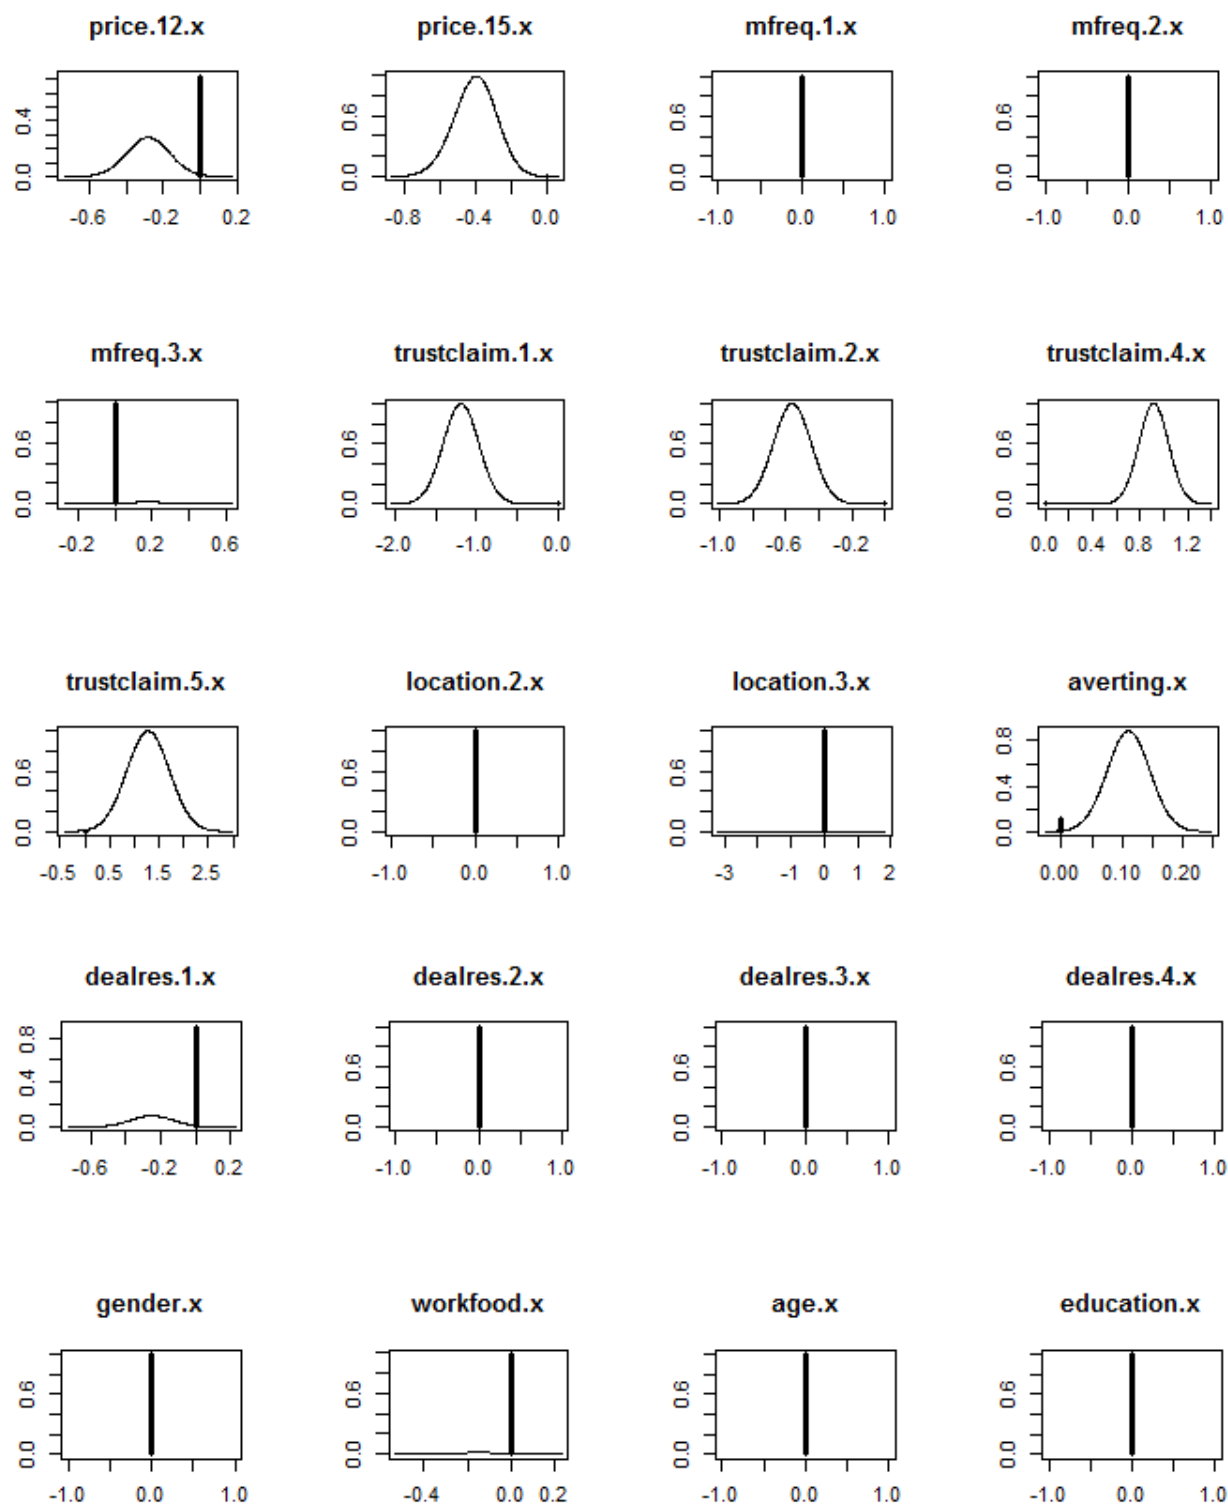 price.12.x price.15.x mfreq.1.x mfreq.2.x
0.4 0.6 0.6 0.6
0.0 0.0 0.0 0.0
-0.6 -0.2 0.2 -0.8 -0.4 0.0 -1.0 0.0 1.0 -1.0 0.0 1.0
mfreq.3.x trustclaim.1.x trustclaim.2.x trustclaim.4.x
0.6 0.6 0.6 0.6
0.0 0.0 0.0 0.0
-0.2 0.2 0.6 -2.0 -1.0 0.0 -1.0 -0.6 -0.2 0.0 0.4 0.8 1.2
trustclaim.5.x location.2.x location.3.x averting.x
0.8
0.6 0.6 0.6 0.4
0.0 0.0 0.0 0.0
-0.5 0.5 1.5 2.5 -1.0 0.0 1.0 -3 -1 0 1 2 0.00 0.10 0.20
dealres.1.x dealres.2.x dealres.3.x dealres.4.x
0.8
0.4 0.6 0.6 0.6
0.0 0.0 0.0 0.0
-0.6 -0.2 0.2 -1.0 0.0 1.0 -1.0 0.0 1.0 -1.0 0.0 1.0
gender.x workfood.x age.x education.x
0.6 0.6 0.6 0.6
0.0 0.0 0.0 0.0
-1.0 0.0 1.0 -0.4 0.0 0.2 -1.0 0.0 1.0 -1.0 0.0 1.0